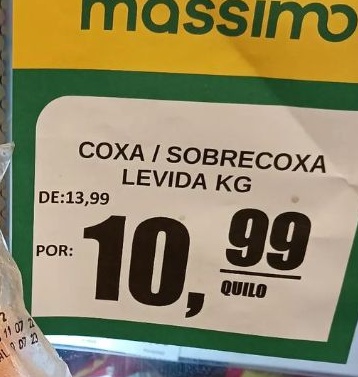 massimo
COXA / SOBRECOXA
LEVIDA KG
DE:13,99
POR: 10,99
QUILO